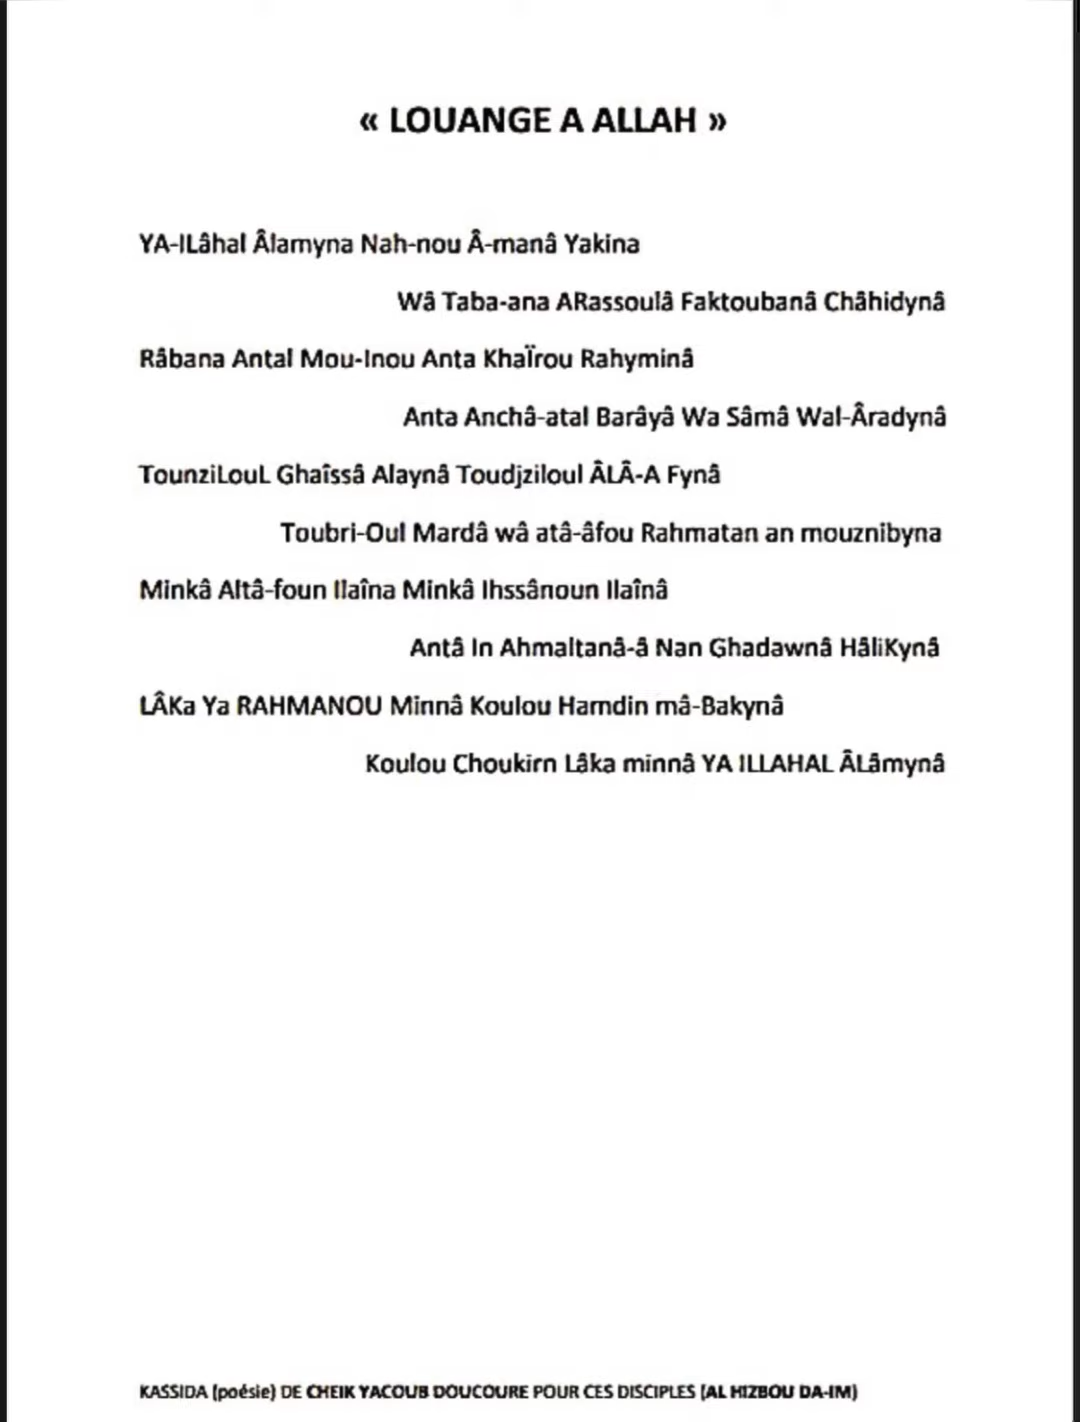 « LOUANGE A ALLAH »
YA-ILâhal Âlamyna Nah-nou Â-manâ Yakina
Wâ Taba-ana ARassoulâ Faktoubanâ Châhidynâ
Râbana Antal Mou-Inou Anta KhaÏrou Rahyminâ
Anta Anchâ-atal Barâyâ Wa Sâmâ Wal-Âradynâ
TounziLouL Ghaîssâ Alaynâ Toudjziloul ÂLÂ-A Fynâ
Toubri-Oul Mardâ wâ atâ-âfou Rahmatan an mouznibyna
Minkâ Altâ-foun Ilaîna Minkâ Ihssânoun Ilaînâ
Antâ In Ahmaltanâ-â Nan Ghadawnâ HâliKynâ
LÂKa Ya RAHMANOU Minnâ Koulou Hamdin mâ-Bakynâ
Koulou Choukirn Lâka minnâ YA ILLAHAL ÂLâmynâ
KASSIDA (poésie) DE CHEIK YACOUB DOUCOURE POUR CES DISCIPLES (AL HIZBOU DA-IM)